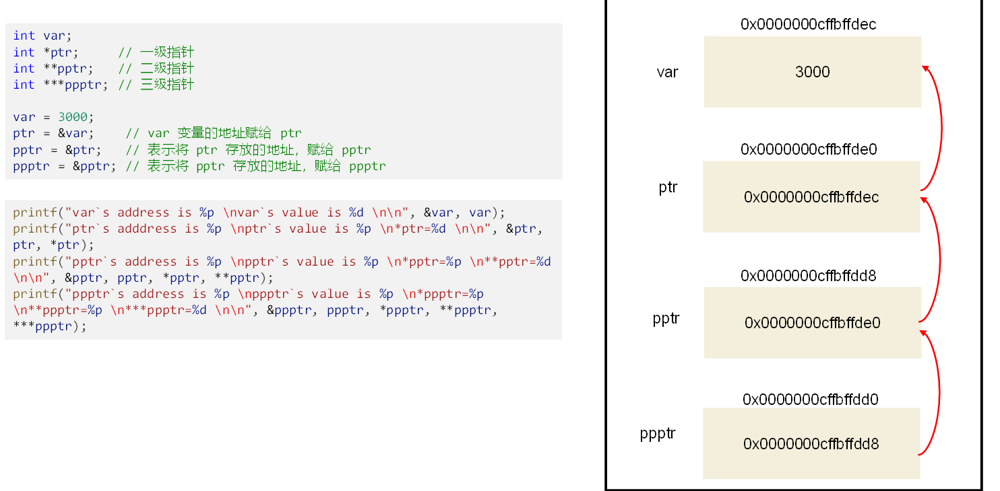 int var;
int *ptr;     // 一级指针
int **pptr;   // 二级指针
int ***ppptr; // 三级指针
var = 3000;
ptr = &var;    // var 变量的地址赋给 ptr
pptr = &ptr;   // 表示将 ptr 存放的地址，赋给 pptr
ppptr = &pptr; // 表示将 pptr 存放的地址，赋给 ppptr
printf("var`s address is %p \nvar`s value is %d \n\n", &var, var);
printf("ptr`s adddress is %p \nptr`s value is %p \n*ptr=%d \n\n", &ptr,
ptr, *ptr);
printf("pptr`s address is %p \npptr`s value is %p \n*pptr=%p \n**pptr=%d
\n\n", &pptr, pptr, *pptr, **pptr);
printf("ppptr`s address is %p \nppptr`s value is %p \n*ppptr=%p
\n**ppptr=%p \n***ppptr=%d \n\n", &ppptr, ppptr, *ppptr, **ppptr,
***ppptr);
0x0000000cffbffdec
var
3000
0x0000000cffbffde0
ptr
0x0000000cffbffdec
0x0000000cffbffdd8
pptr
0x0000000cffbffde0
0x0000000cffbffdd0
ppptr
0x0000000cffbffdd8